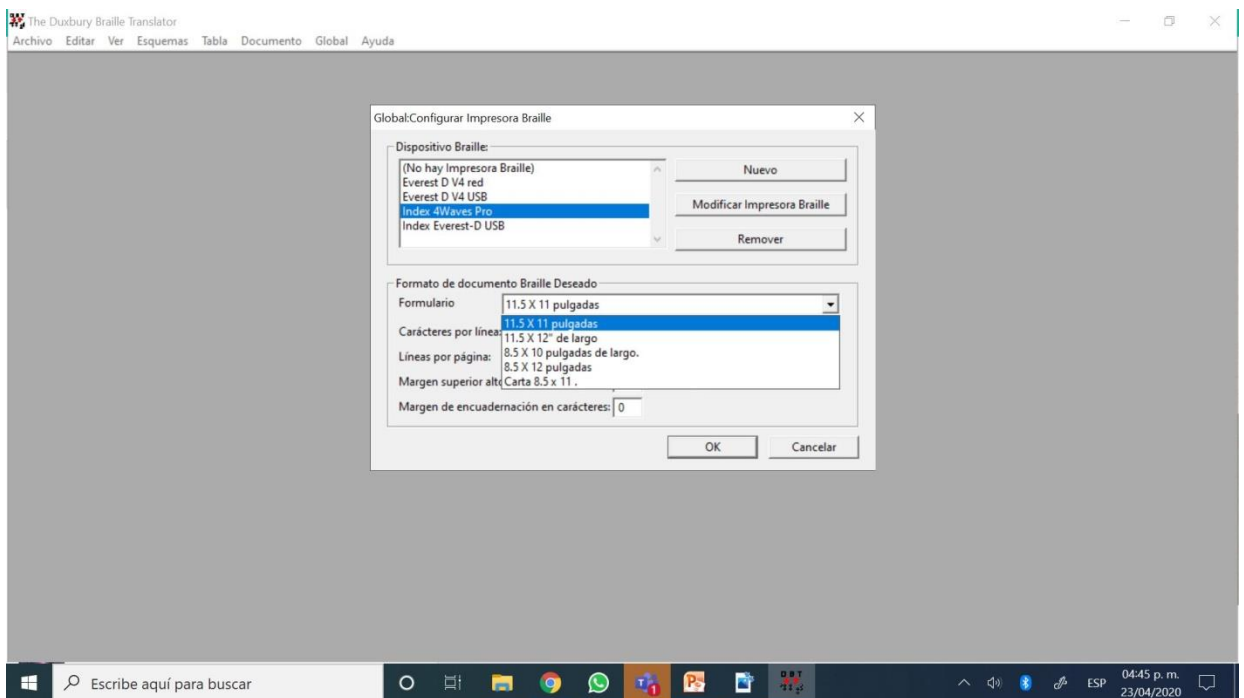 The Duxbury Braille Translator
Archivo Editar Ver Esquemas Tabla Documento Global Ayuda
Global:Configurar Impresora Braille
Dispositivo Braille:
(No hay Impresora Braille)
Everest D V4 red
Everest D V4 USB
Index 4Waves Pro
Index Everest-D USB
Nuevo
Modificar Impresora Braille
Remover
Formato de documento Braille Deseado
Formulario 11.5 X 11 pulgadas
11.5 X 11 pulgadas
11.5 X 12" de largo
8.5 X 10 pulgadas de largo.
8.5 X 12 pulgadas
Carta 8.5 x 11 .
Carácteres por línea:
Líneas por página:
Margen superior alto
Margen de encuadernación en carácteres: 0
OK Cancelar
Escribe aquí para buscar
ESP
04:45 p. m.
23/04/2020